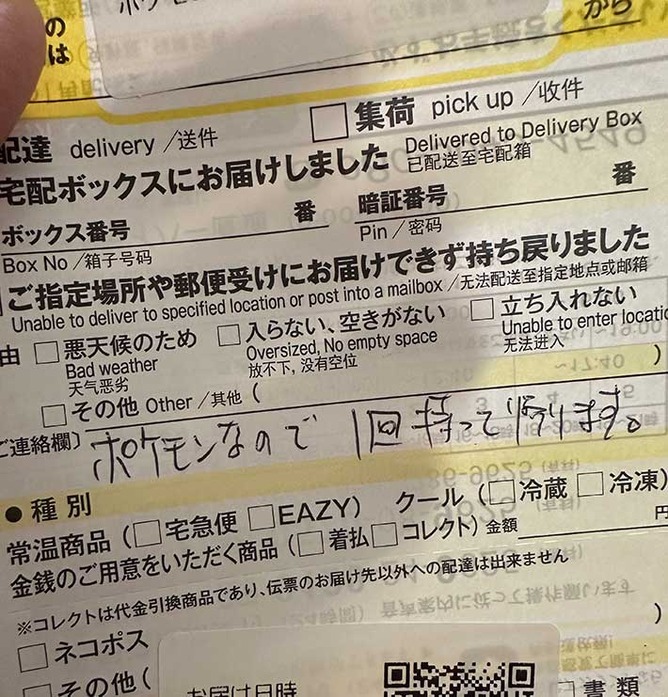 の
は
から
配達 delivery /送件 □ 集荷 pick up /收件
宅配ボックスにお届けしました Delivered to Delivery Box
已配送至宅配箱
ボックス番号 番 暗証番号 番
Box No /箱子号码 Pin /密码
ご指定場所や郵便受けにお届けできず持ち戻りました
Unable to deliver to specified location or post into a mailbox /无法配送至指定地点或邮箱
由 □ 悪天候のため □ 入らない、空きがない □ 立ち入れない
Bad weather Oversized, No empty space Unable to enter locatio
天气恶劣 放不下, 没有空位 无法进入
□ その他 Other /其他 ( )
ご連絡欄) ポケモンなので 1回持って帰ります。
●種別
常温商品 (□宅急便 □EAZY) クール (□冷蔵 □冷凍)
金銭のご用意をいただく商品 (□着払 □コレクト) 金額 円
※コレクトは代金引換商品であり、伝票のお届け先以外への配達は出来ません
□ ネコポス
□ その他 ( )
お届け日時
□書類